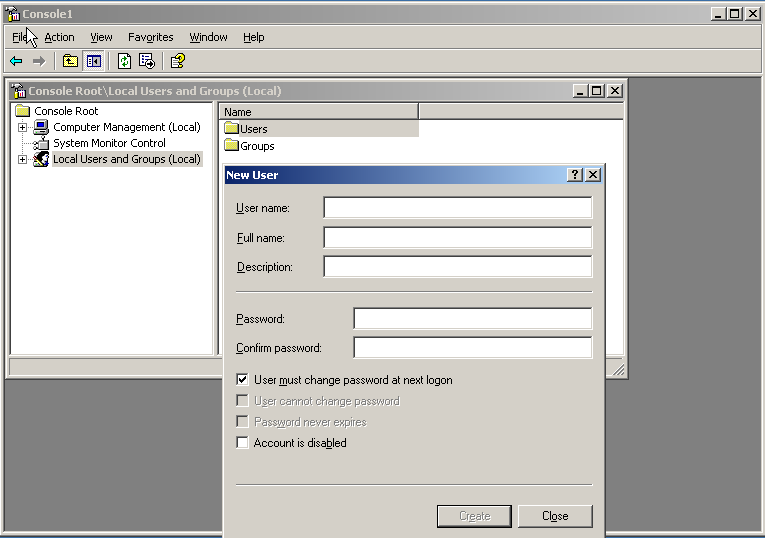 Console1
File Action View Favorites Window Help
Console Root\Local Users and Groups (Local)
Console Root
Computer Management (Local)
System Monitor Control
Local Users and Groups (Local)
Name
Users
Groups
New User
User name:
Full name:
Description:
Password:
Confirm password:
User must change password at next logon
User cannot change password
Password never expires
Account is disabled
Create Close